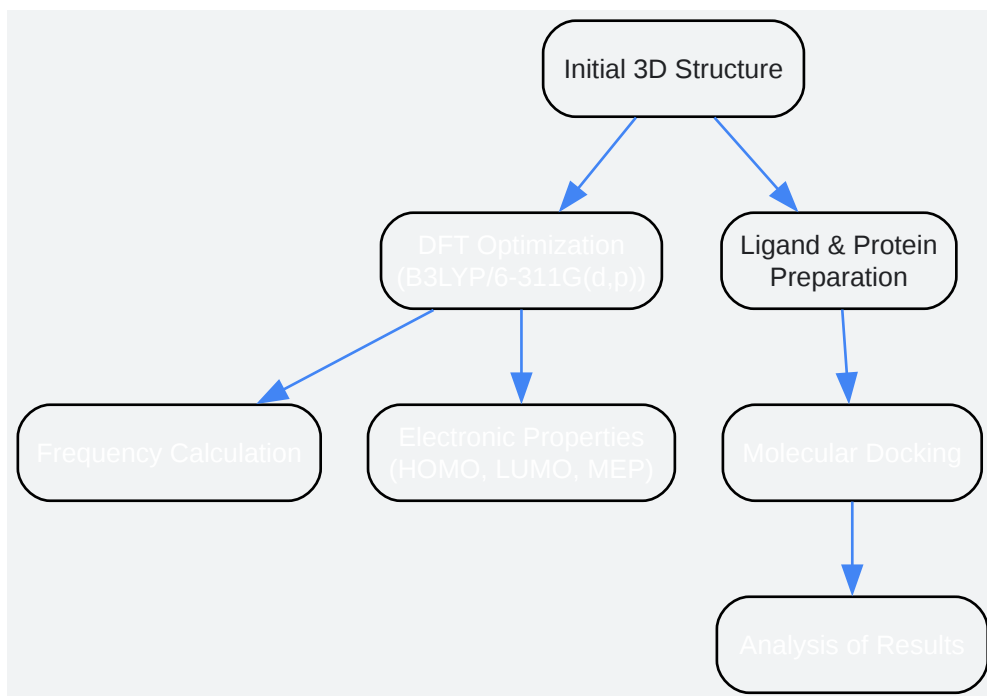 Initial 3D Structure
DFT Optimization
(B3LYP/6-311G(d,p))
Ligand & Protein
Preparation
Frequency Calculation
Electronic Properties
(HOMO, LUMO, MEP)
Molecular Docking
Analysis of Results